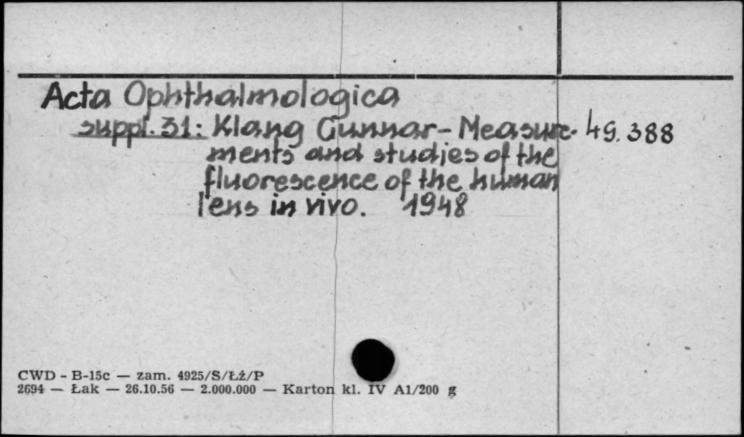 Acta Ophthalmologica
suppl. 31: Klang Gunnar - Measure- 49.388
ments and studies of the
fluorescence of the human
lens in vivo. 1948
CWD - B-15c — zam. 4925/S/Łż/P
2694 — Łak — 26.10.56 — 2.000.000 — Karton kl. IV A1/200 g